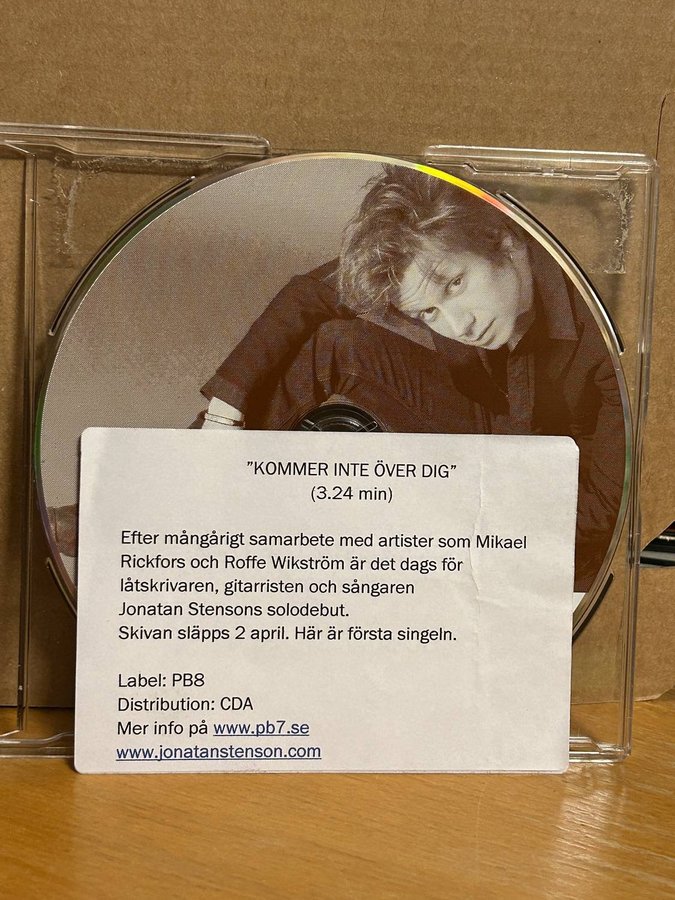 ”KOMMER INTE ÖVER DIG”
(3.24 min)
Efter mångårigt samarbete med artister som Mikael
Rickfors och Roffe Wikström är det dags för
låtskrivaren, gitarristen och sångaren
Jonatan Stensons solodebut.
Skivan släpps 2 april. Här är första singeln.
Label: PB8
Distribution: CDA
Mer info på www.pb7.se
www.jonatanstenson.com